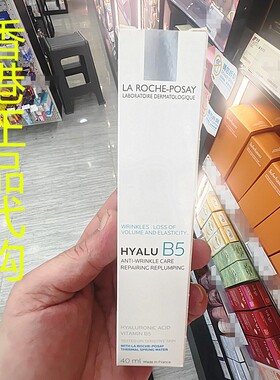 香港正品代购
LA ROCHE-POSAY
LABORATOIRE DERMATOLOGIQUE
WRINKLES - LOSS OF
VOLUME AND ELASTICITY
HYALU B5
ANTI-WRINKLE CARE
REPAIRING REPLUMPING
HYALURONIC ACID
VITAMIN B5
WITH LA ROCHE-POSAY
THERMAL SPRING WATER
40 mL Made in France